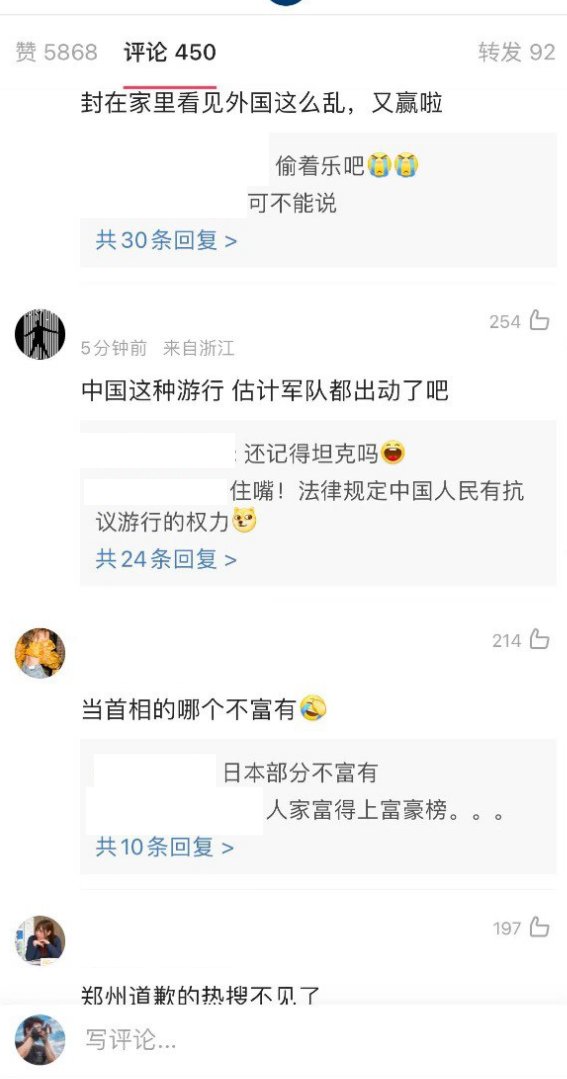 赞 5868 评论 450 转发 92
封在家里看见外国这么乱，又赢啦
偷着乐吧😭😭
可不能说
共30条回复 >
254
5分钟前 来自浙江
中国这种游行 估计军队都出动了吧
: 还记得坦克吗😄
住嘴！法律规定中国人民有抗
议游行的权力
共24条回复 >
214
当首相的哪个不富有🤣
日本部分不富有
人家富得上富豪榜。。。
共10条回复 >
197
郑州道歉的热搜不见了
写评论...